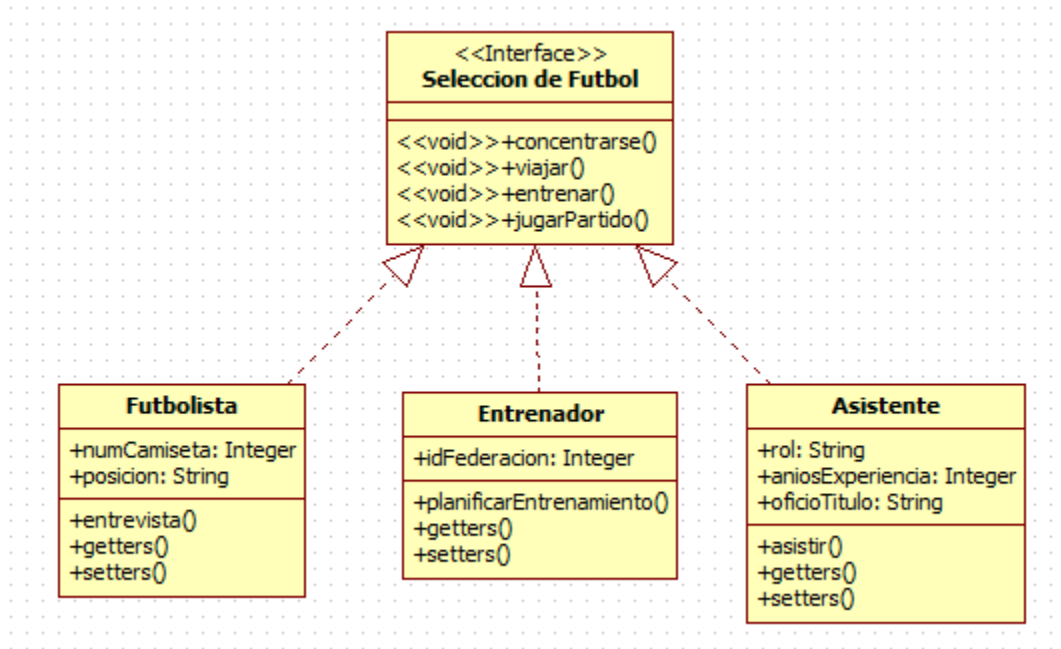 <<Interface>>
Seleccion de Futbol
<<void>>+concentrarse()
<<void>>+viajar()
<<void>>+entrenar()
<<void>>+jugarPartido()
Futbolista
+numCamiseta: Integer
+posicion: String
+entrevista()
+getters()
+setters()
Entrenador
+idFederacion: Integer
+planificarEntrenamiento()
+getters()
+setters()
Asistente
+rol: String
+aniosExperiencia: Integer
+oficioTitulo: String
+asistir()
+getters()
+setters()